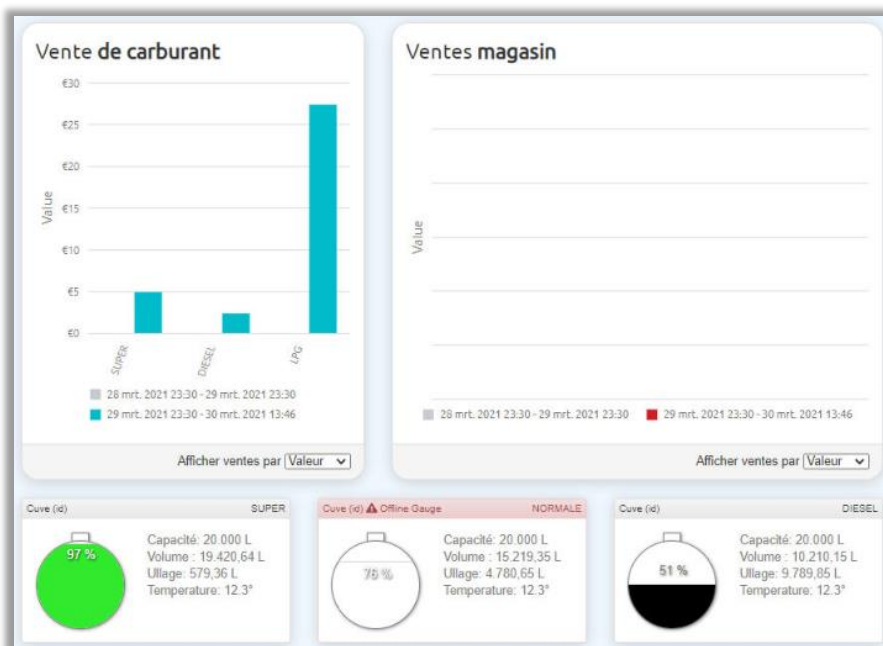 Vente de carburant
€30
€25
€20
€15
€10
€5
€0
Value
SUPER
DIESEL
LPG
28 mrt. 2021 23:30 - 29 mrt. 2021 23:30
29 mrt. 2021 23:30 - 30 mrt. 2021 13:46
Afficher ventes par Valeur
Ventes magasin
Value
28 mrt. 2021 23:30 - 29 mrt. 2021 23:30
29 mrt. 2021 23:30 - 30 mrt. 2021 13:46
Afficher ventes par Valeur
Cuve (id) SUPER
97 %
Capacité: 20.000 L
Volume : 19.420,64 L
Ullage: 579,36 L
Temperature: 12.3°
Cuve (id) Offline Gauge NORMALE
76 %
Capacité: 20.000 L
Volume : 15.219,35 L
Ullage: 4.780,65 L
Temperature: 12.3°
Cuve (id) DIESEL
51 %
Capacité: 20.000 L
Volume : 10.210,15 L
Ullage: 9.789,85 L
Temperature: 12.3°